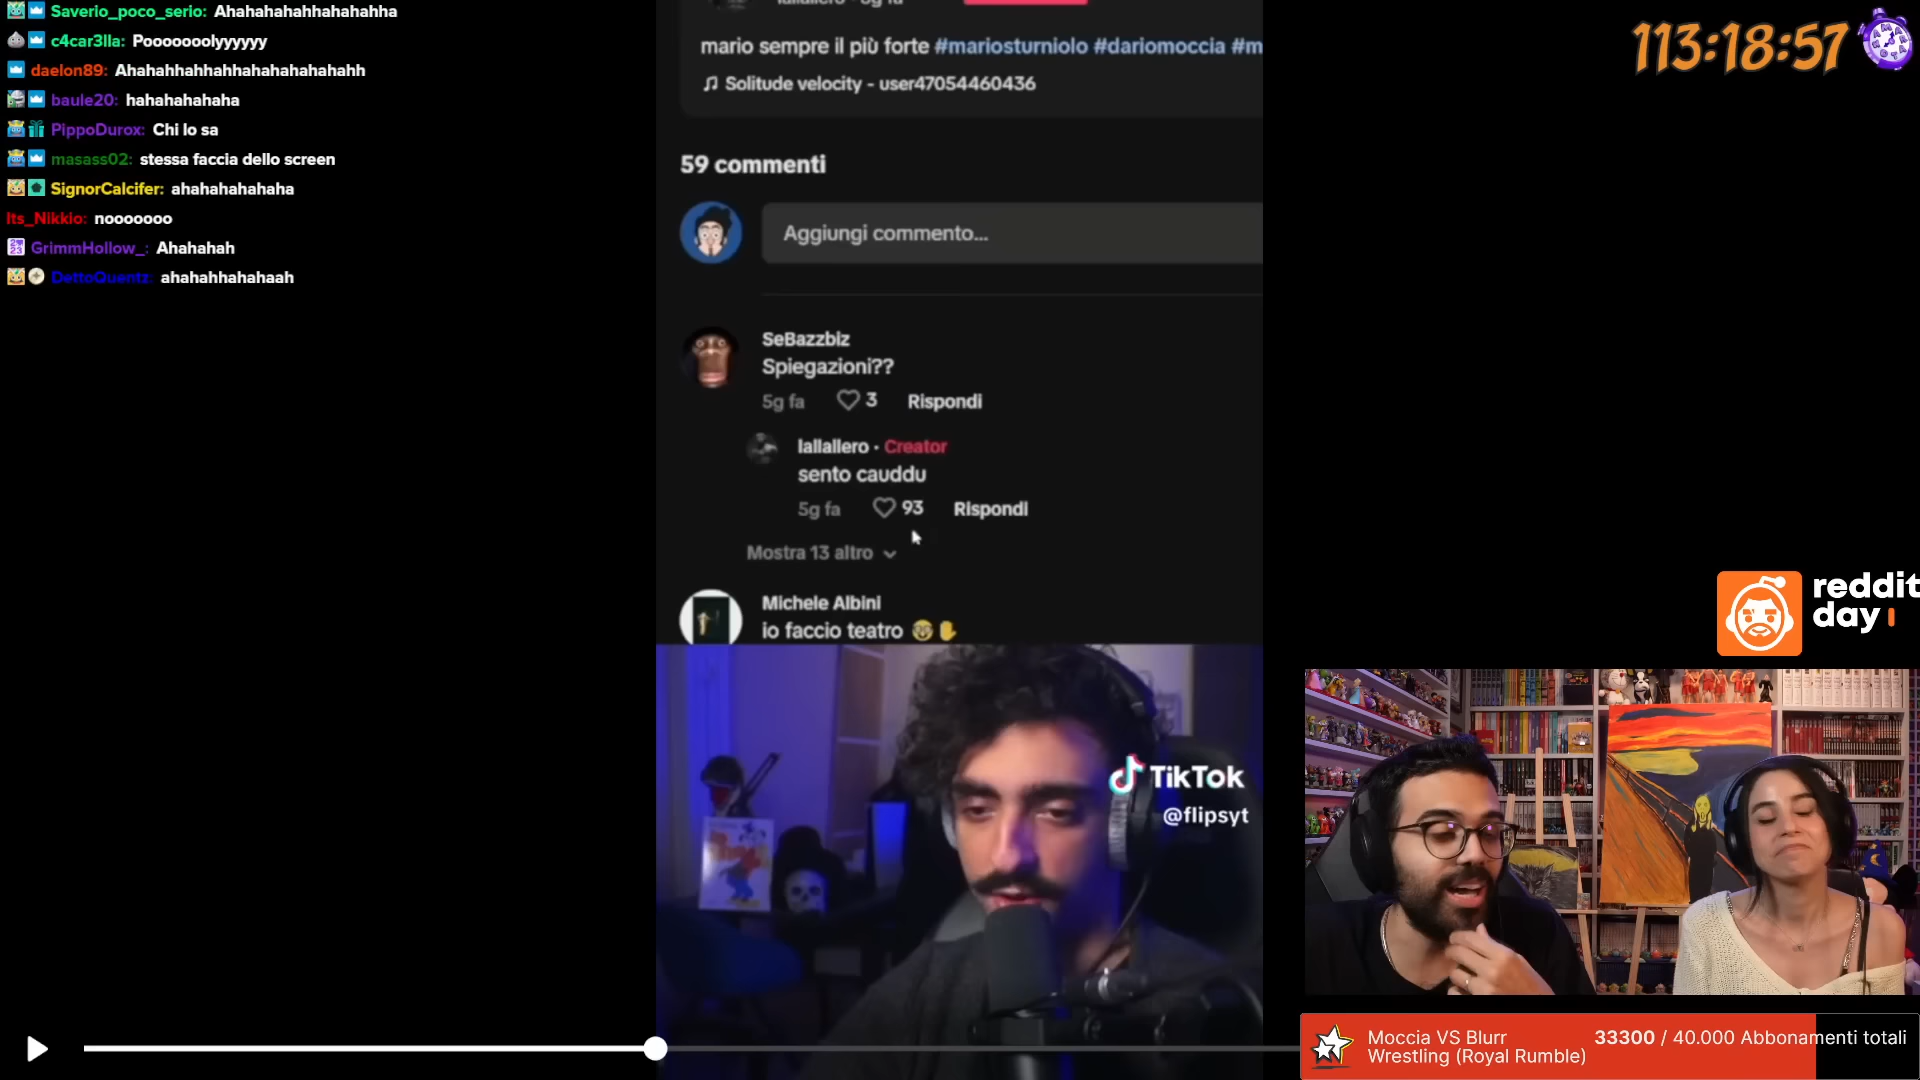 Saverio_poco_serio: Ahahahahahhahahahha
c4car3lla: Pooooooolyyyyyy
daelon89: Ahahahhahhahhahahahahahahh
baule20: hahahahahaha
PippoDurox: Chi lo sa
masass02: stessa faccia dello screen
SignorCalcifer: ahahahahahaha
Its_Nikkio: nooooooo
GrimmHollow_: Ahahahah
DettoQuentz: ahahahhahahaah
mario sempre il più forte #mariosturniolo #dariomoccia #m
Solitude velocity - user47054460436
59 commenti
Aggiungi commento...
SeBazzbiz
Spiegazioni??
5g fa 3 Rispondi
lallallero · Creator
sento cauddu
5g fa 93 Rispondi
Mostra 13 altro
Michele Albini
io faccio teatro
TikTok
@flipsyt
113:18:57
reddit
day
Moccia VS Blurr
Wrestling (Royal Rumble)
33300 / 40.000 Abbonamenti totali